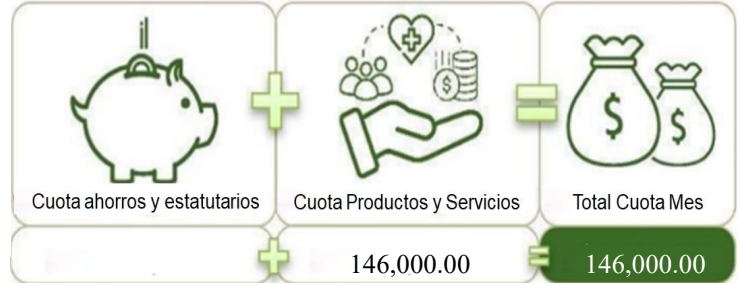 Cuota ahorros y estatutarios
Cuota Productos y Servicios
Total Cuota Mes
146,000.00
146,000.00